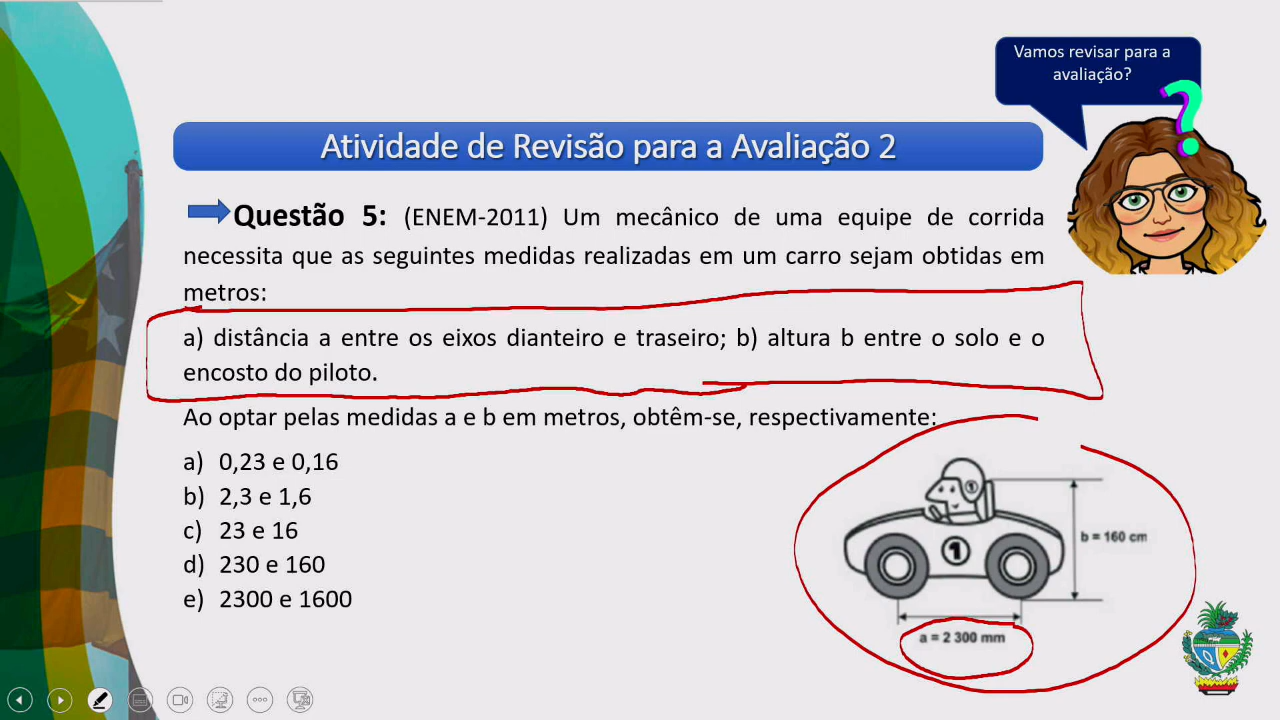 Vamos revisar para a
avaliação?
Atividade de Revisão para a Avaliação 2
Questão 5: (ENEM-2011) Um mecânico de uma equipe de corrida
necessita que as seguintes medidas realizadas em um carro sejam obtidas em
metros:
a) distância a entre os eixos dianteiro e traseiro; b) altura b entre o solo e o
encosto do piloto.
Ao optar pelas medidas a e b em metros, obtêm-se, respectivamente:
a) 0,23 e 0,16
b) 2,3 e 1,6
c) 23 e 16
d) 230 e 160
e) 2300 e 1600
1
b = 160 cm
1
a = 2 300 mm